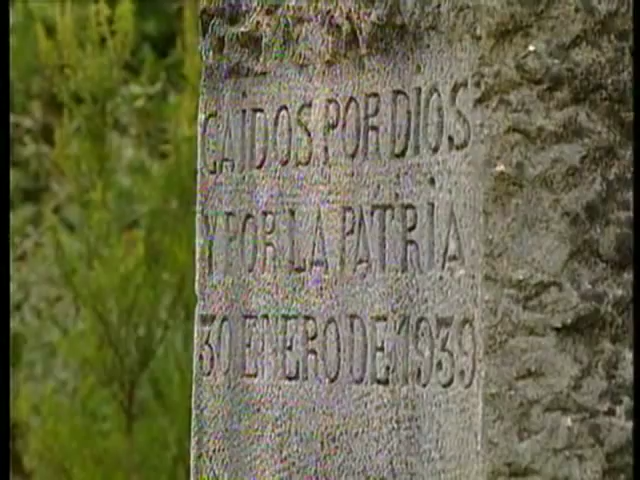 CAIDOS POR DIOS
Y POR LA PATRIA
30 ENERO DE 1939